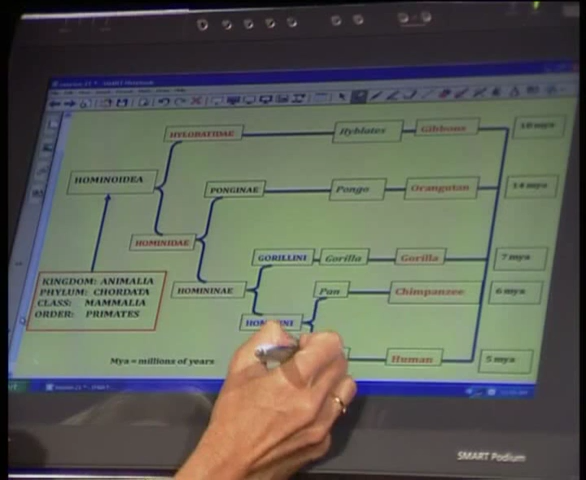 HYLOBATIDAE
Hyblates
Gibbons
18 mya
HOMINOIDEA
PONGINAE
Pongo
Orangutan
14 mya
HOMINIDAE
GORILLINI
Gorilla
Gorilla
7 mya
HOMININAE
Pan
Chimpanzee
6 mya
KINGDOM: ANIMALIA
PHYLUM: CHORDATA
CLASS: MAMMALIA
ORDER: PRIMATES
Human
5 mya
Mya = millions of years
SMART Podium